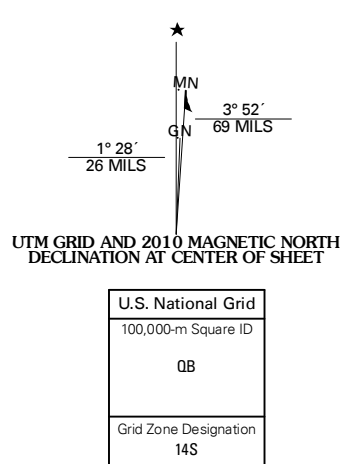 ★
MN
3° 52´
69 MILS
GN
1° 28´
26 MILS
UTM GRID AND 2010 MAGNETIC NORTH
DECLINATION AT CENTER OF SHEET
U.S. National Grid
100,000-m Square ID
QB
Grid Zone Designation
14S